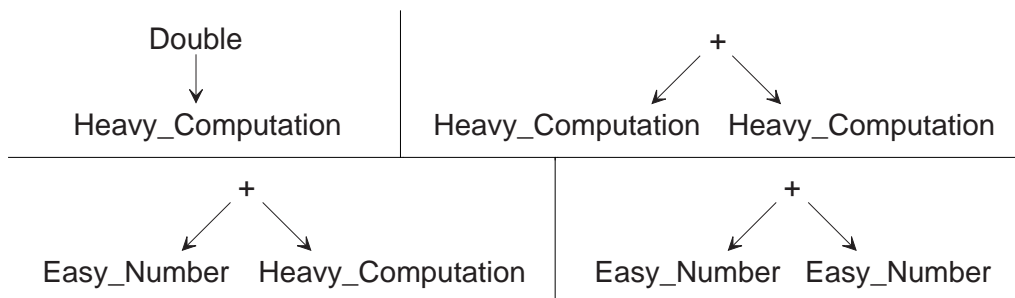 Double
Heavy_Computation
+
Heavy_Computation Heavy_Computation
+
Easy_Number Heavy_Computation
+
Easy_Number Easy_Number